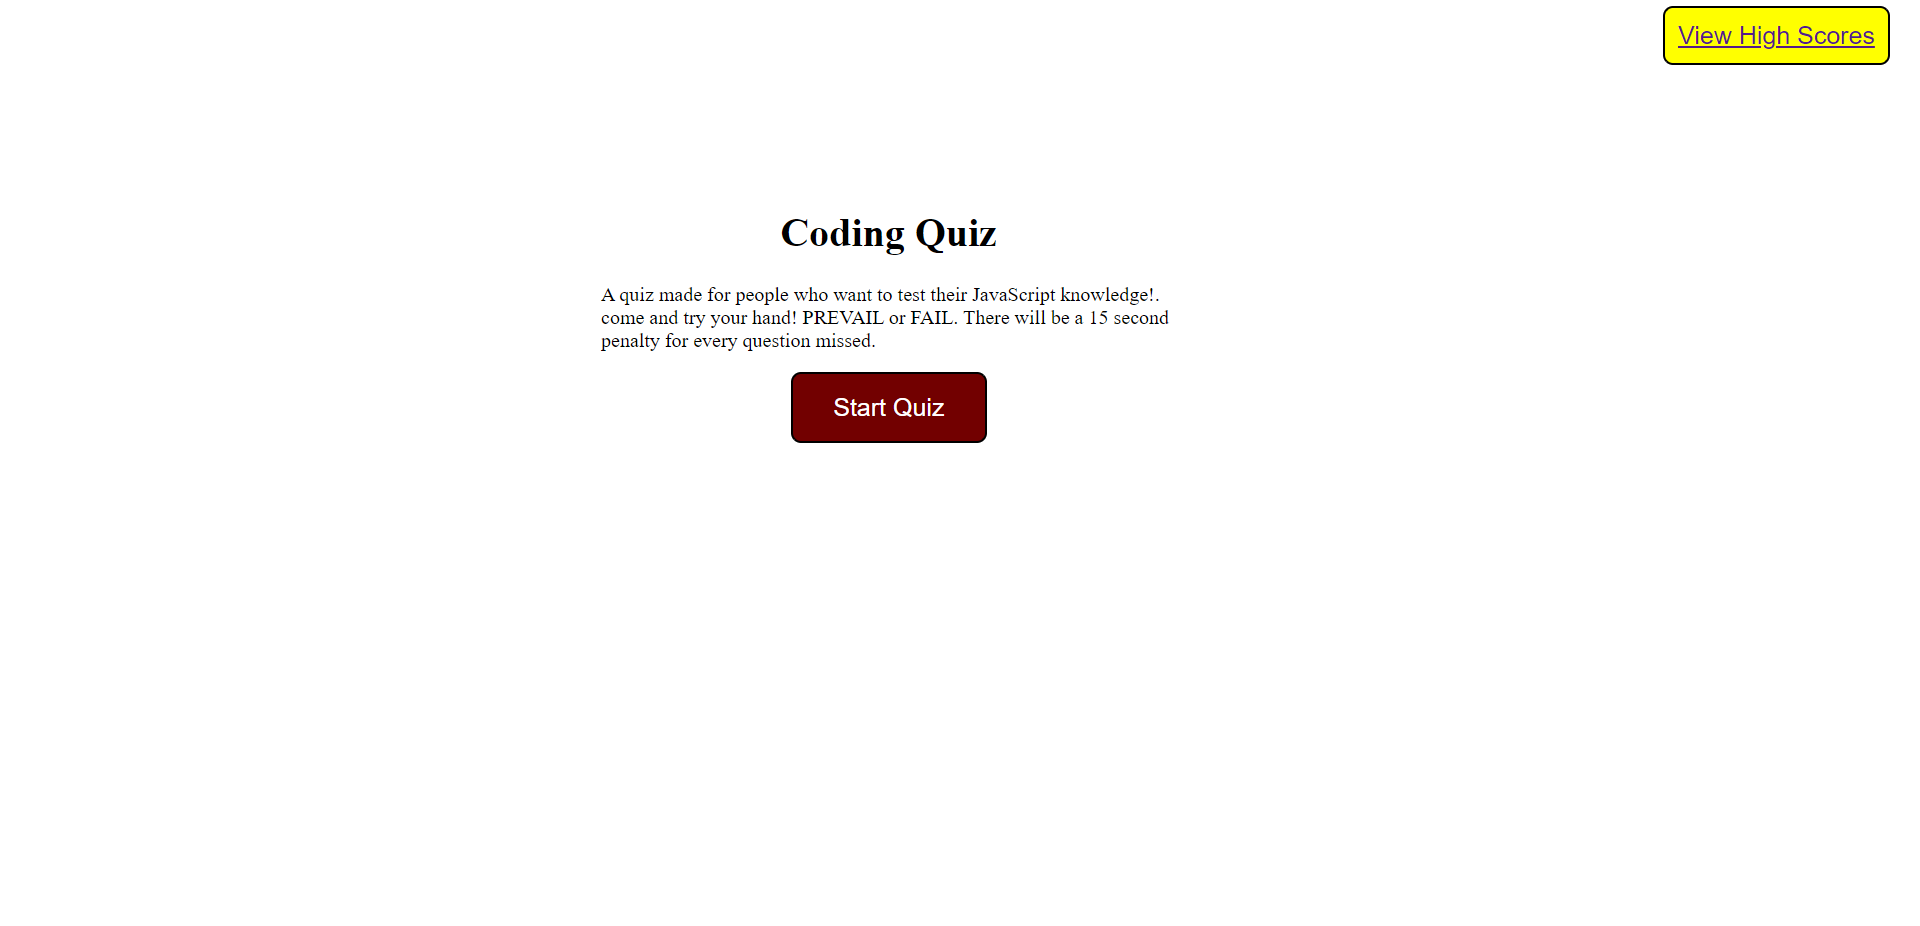 View High Scores
Coding Quiz
A quiz made for people who want to test their JavaScript knowledge!.
come and try your hand! PREVAIL or FAIL. There will be a 15 second
penalty for every question missed.
Start Quiz